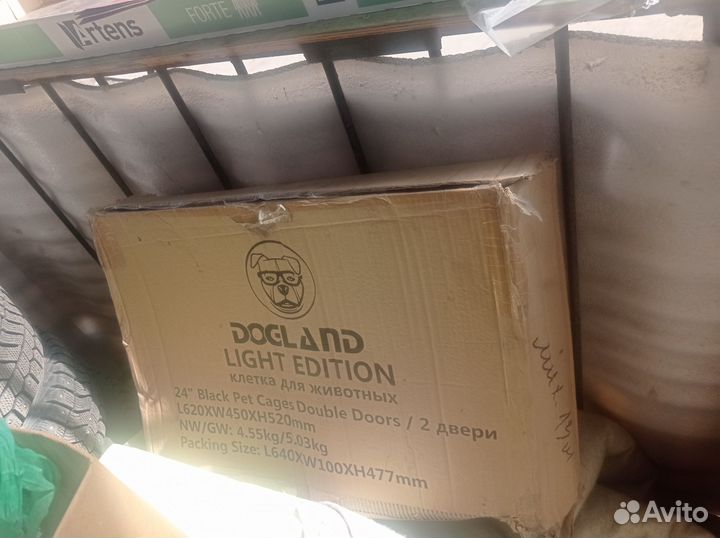 Artens
FORTE
DOGLAND
LIGHT EDITION
клетка для животных
24" Black Pet Cages Double Doors / 2 двери
L620XW450XH520mm
NW/GW: 4.55kg/5.03kg
Packing Size: L640XW100XH477mm
Avito